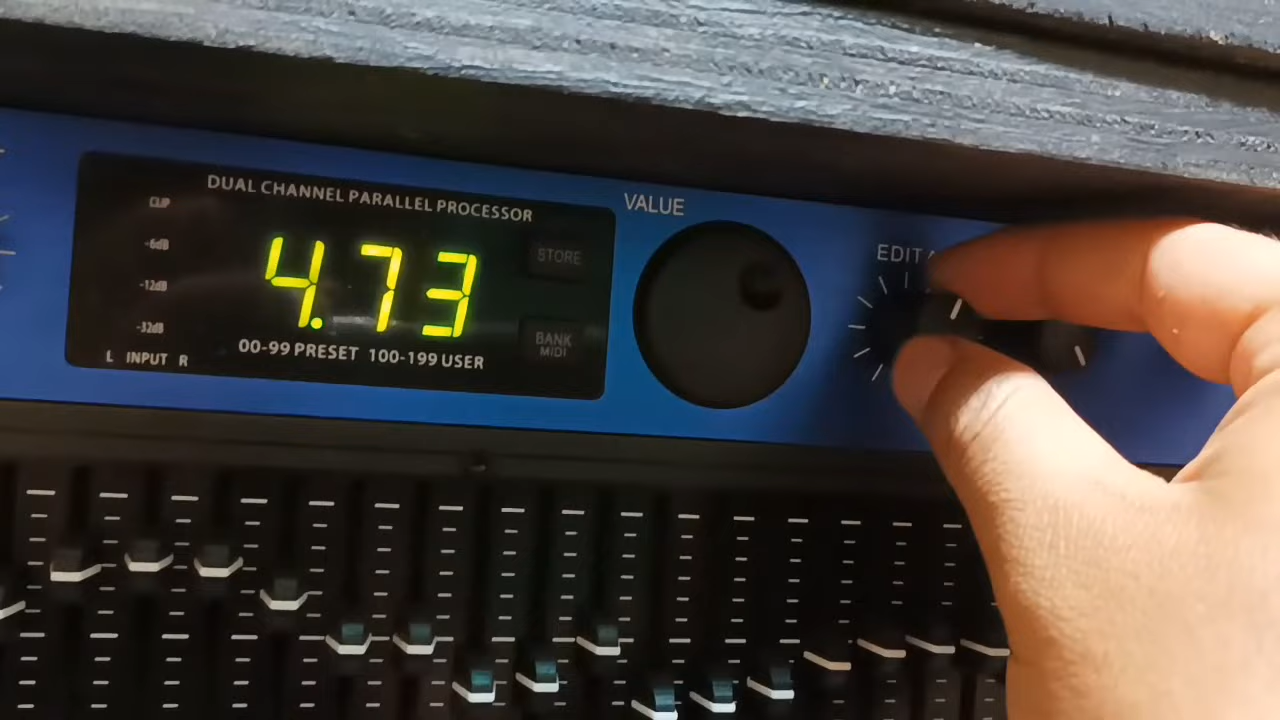 DUAL CHANNEL PARALLEL PROCESSOR
CLIP
-6dB
-12dB
-32dB
L INPUT R
4.73
00-99 PRESET 100-199 USER
STORE
BANK
MIDI
VALUE
EDIT